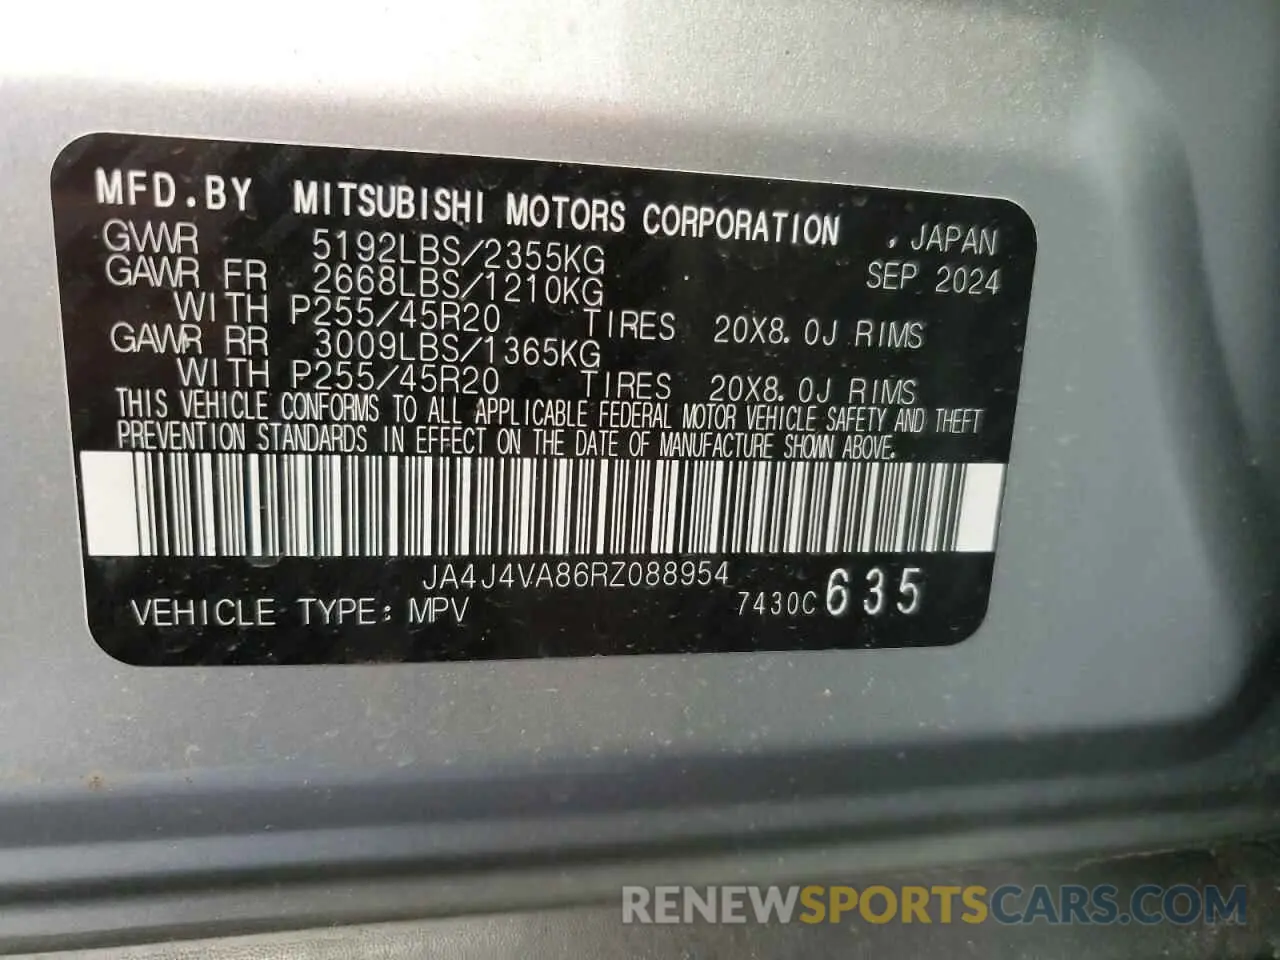 MFD.BY MITSUBISHI MOTORS CORPORATION , JAPAN
GVWR 5192LBS/2355KG SEP 2024
GAWR FR 2668LBS/1210KG
WITH P255/45R20 TIRES 20X8.0J RIMS
GAWR RR 3009LBS/1365KG
WITH P255/45R20 TIRES 20X8.0J RIMS
THIS VEHICLE CONFORMS TO ALL APPLICABLE FEDERAL MOTOR VEHICLE SAFETY AND THEFT
PREVENTION STANDARDS IN EFFECT ON THE DATE OF MANUFACTURE SHOWN ABOVE.
JA4J4VA86RZ088954
VEHICLE TYPE: MPV 7430C 635
RENEWSPORTSCARS.COM